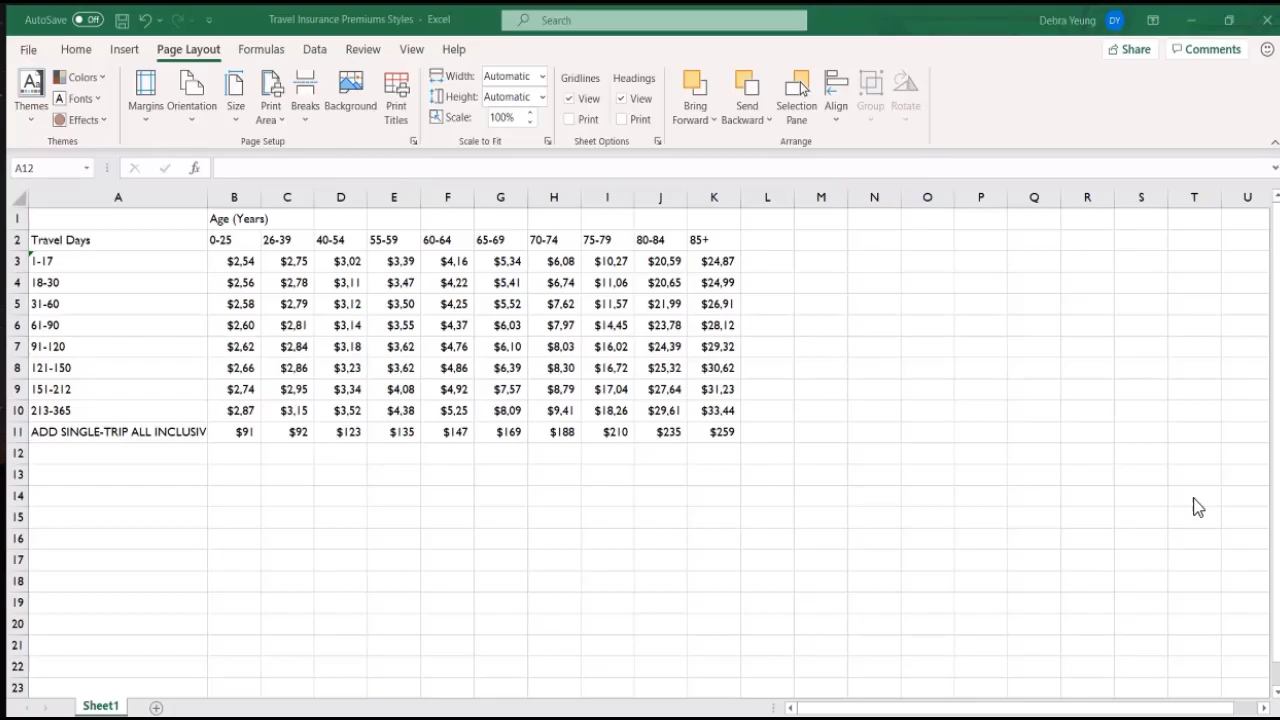 AutoSave Off Travel Insurance Premiums Styles - Excel Search Debra Yeung DY
File Home Insert Page Layout Formulas Data Review View Help Share Comments
Themes Colors Fonts Effects Margins Orientation Size Print Area Breaks Background Print Titles Width: Automatic Height: Automatic Scale: 100% Gridlines View Print Headings View Print Bring Forward Send Backward Selection Pane Align Group Rotate
Themes Page Setup Scale to Fit Sheet Options Arrange
A12 fx
A B C D E F G H I J K L M N O P Q R S T U
1 Age (Years)
2 Travel Days 0-25 26-39 40-54 55-59 60-64 65-69 70-74 75-79 80-84 85+
3 1-17 $2,54 $2,75 $3,02 $3,39 $4,16 $5,34 $6,08 $10,27 $20,59 $24,87
4 18-30 $2,56 $2,78 $3,11 $3,47 $4,22 $5,41 $6,74 $11,06 $20,65 $24,99
5 31-60 $2,58 $2,79 $3,12 $3,50 $4,25 $5,52 $7,62 $11,57 $21,99 $26,91
6 61-90 $2,60 $2,81 $3,14 $3,55 $4,37 $6,03 $7,97 $14,45 $23,78 $28,12
7 91-120 $2,62 $2,84 $3,18 $3,62 $4,76 $6,10 $8,03 $16,02 $24,39 $29,32
8 121-150 $2,66 $2,86 $3,23 $3,62 $4,86 $6,39 $8,30 $16,72 $25,32 $30,62
9 151-212 $2,74 $2,95 $3,34 $4,08 $4,92 $7,57 $8,79 $17,04 $27,64 $31,23
10 213-365 $2,87 $3,15 $3,52 $4,38 $5,25 $8,09 $9,41 $18,26 $29,61 $33,44
11 ADD SINGLE-TRIP ALL INCLUSIV $91 $92 $123 $135 $147 $169 $188 $210 $235 $259
12
13
14
15
16
17
18
19
20
21
22
23
Sheet1